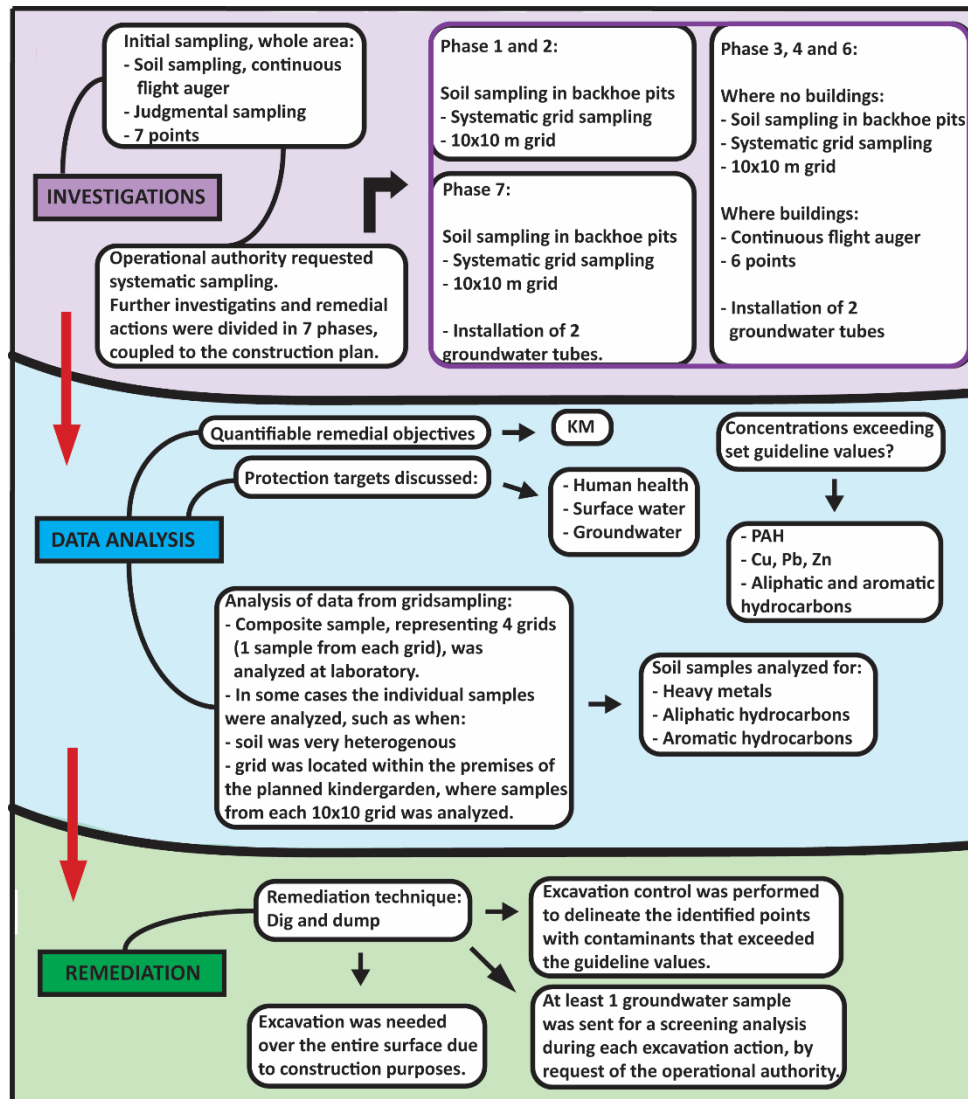 Initial sampling, whole area:
- Soil sampling, continuous
flight auger
- Judgmental sampling
- 7 points
INVESTIGATIONS
Operational authority requested
systematic sampling.
Further investigatins and remedial
actions were divided in 7 phases,
coupled to the construction plan.
Phase 1 and 2:
Soil sampling in backhoe pits
- Systematic grid sampling
- 10x10 m grid
Phase 7:
Soil sampling in backhoe pits
- Systematic grid sampling
- 10x10 m grid
- Installation of 2
groundwater tubes.
Phase 3, 4 and 6:
Where no buildings:
- Soil sampling in backhoe pits
- Systematic grid sampling
- 10x10 m grid
Where buildings:
- Continuous flight auger
- 6 points
- Installation of 2
groundwater tubes
Quantifiable remedial objectives
KM
Protection targets discussed:
- Human health
- Surface water
- Groundwater
Concentrations exceeding
set guideline values?
- PAH
- Cu, Pb, Zn
- Aliphatic and aromatic
hydrocarbons
DATA ANALYSIS
Analysis of data from gridsampling:
- Composite sample, representing 4 grids
(1 sample from each grid), was
analyzed at laboratory.
- In some cases the individual samples
were analyzed, such as when:
- soil was very heterogenous
- grid was located within the premises of
the planned kindergarden, where samples
from each 10x10 grid was analyzed.
Soil samples analyzed for:
- Heavy metals
- Aliphatic hydrocarbons
- Aromatic hydrocarbons
REMEDIATION
Remediation technique:
Dig and dump
Excavation control was performed
to delineate the identified points
with contaminants that exceeded
the guideline values.
Excavation was needed
over the entire surface due
to construction purposes.
At least 1 groundwater sample
was sent for a screening analysis
during each excavation action, by
request of the operational authority.